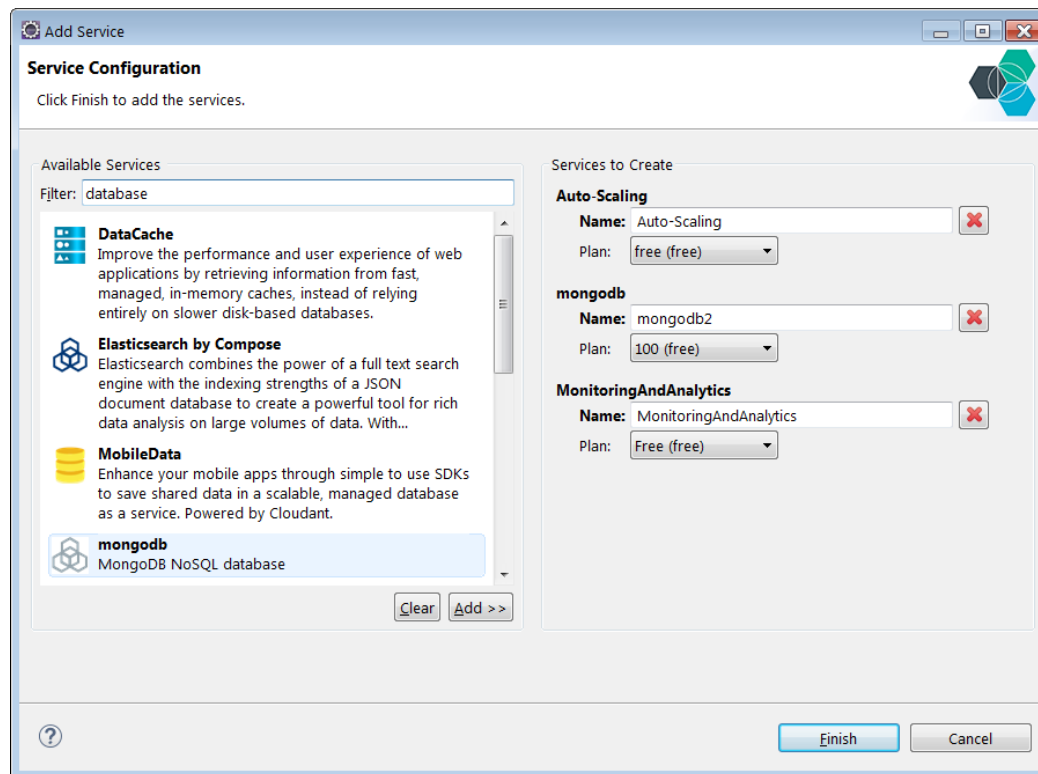 Add Service
Service Configuration
Click Finish to add the services.
Available Services
Filter: database
DataCache
Improve the performance and user experience of web
applications by retrieving information from fast,
managed, in-memory caches, instead of relying
entirely on slower disk-based databases.
Elasticsearch by Compose
Elasticsearch combines the power of a full text search
engine with the indexing strengths of a JSON
document database to create a powerful tool for rich
data analysis on large volumes of data. With...
MobileData
Enhance your mobile apps through simple to use SDKs
to save shared data in a scalable, managed database
as a service. Powered by Cloudant.
mongodb
MongoDB NoSQL database
Clear Add >>
Services to Create
Auto-Scaling
Name: Auto-Scaling
Plan: free (free)
mongodb
Name: mongodb2
Plan: 100 (free)
MonitoringAndAnalytics
Name: MonitoringAndAnalytics
Plan: Free (free)
?
Finish Cancel